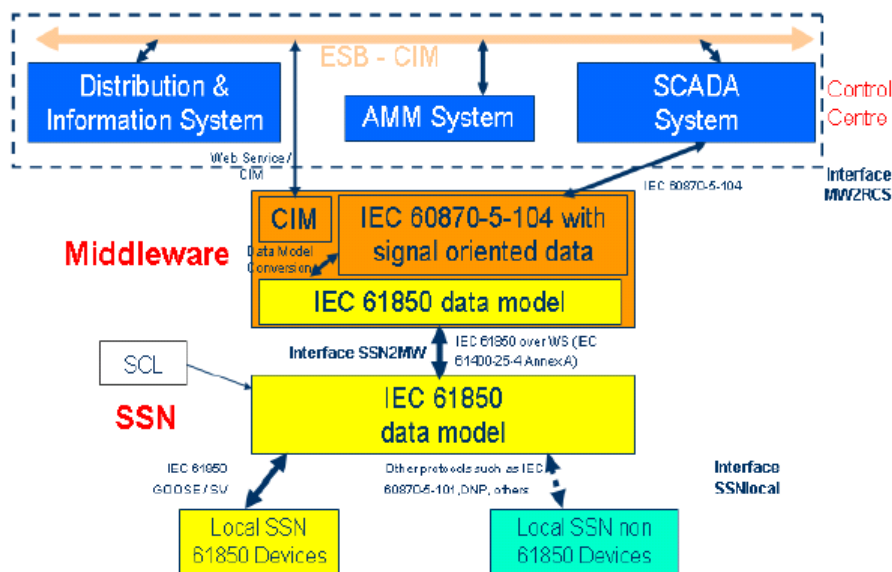 ESB - CIM
Distribution &
Information System
AMM System
SCADA
System
Control
Centre
Web Service /
CIM
IEC 60870-5-104
Interface
MW2RCS
CIM
IEC 60870-5-104 with
signal oriented data
Middleware
Data Model
Conversion
IEC 61850 data model
Interface SSN2MW
IEC 61850 over WS (IEC
61400-25-4 Annex A)
SCL
SSN
IEC 61850
data model
IEC 61850
GOOSE / SV
Other protocols such as IEC
60870-5-101, DNP, others
Interface
SSNlocal
Local SSN
61850 Devices
Local SSN non
61850 Devices